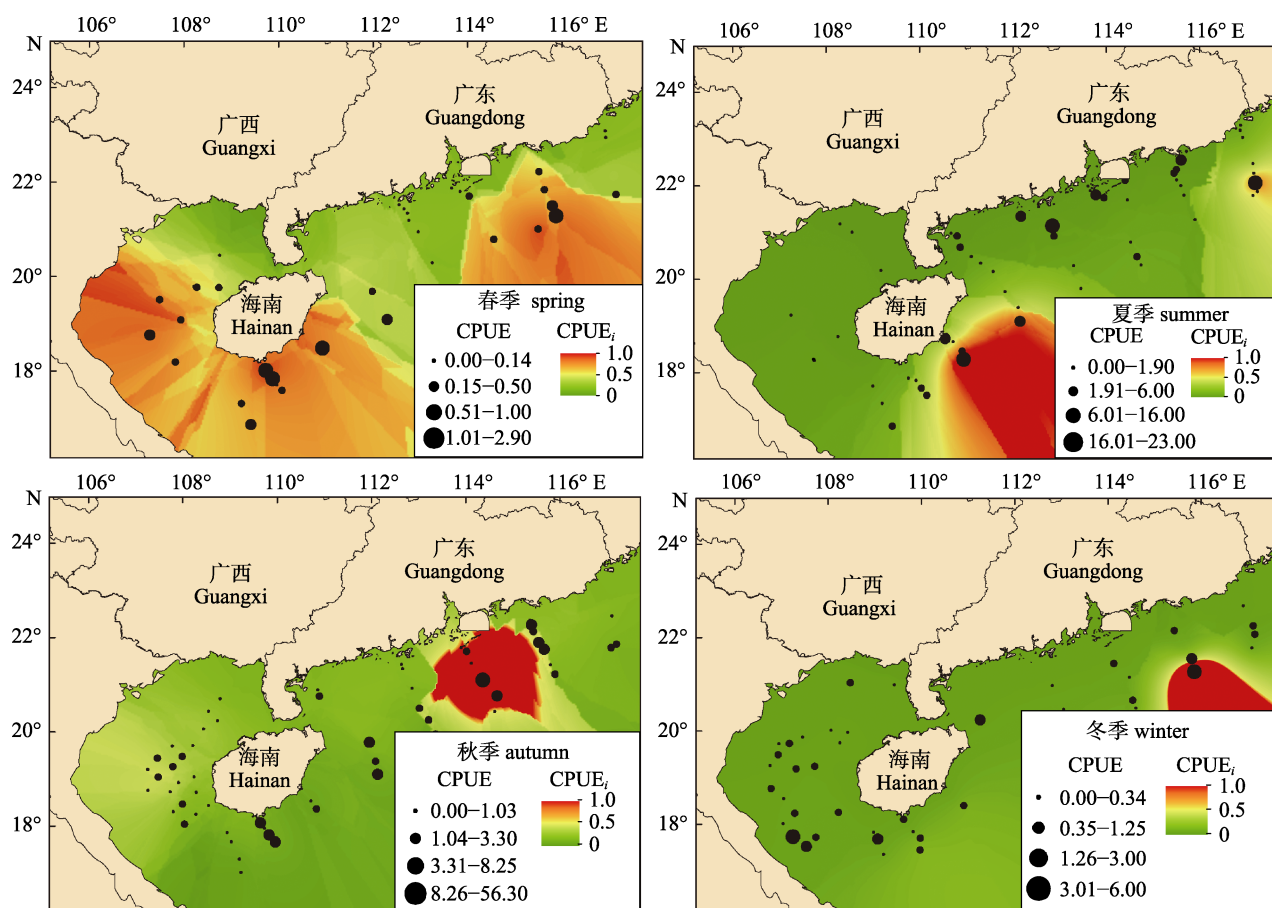 106° 108° 110° 112° 114° 116° E
N
24°
22°
20°
18°
广西
Guangxi
广东
Guangdong
海南
Hainan
春季 spring
CPUE CPUEi
0.00−0.14
0.15−0.50
0.51−1.00
1.01−2.90
1.0
0.5
0
106° 108° 110° 112° 114° 116° E
N
24°
22°
20°
18°
广西
Guangxi
广东
Guangdong
海南
Hainan
夏季 summer
CPUE CPUEi
0.00−1.90
1.91−6.00
6.01−16.00
16.01−23.00
1.0
0.5
0
106° 108° 110° 112° 114° 116° E
N
24°
22°
20°
18°
广西
Guangxi
广东
Guangdong
海南
Hainan
秋季 autumn
CPUE CPUEi
0.00−1.03
1.04−3.30
3.31−8.25
8.26−56.30
1.0
0.5
0
106° 108° 110° 112° 114° 116° E
N
24°
22°
20°
18°
广西
Guangxi
广东
Guangdong
海南
Hainan
冬季 winter
CPUE CPUEi
0.00−0.34
0.35−1.25
1.26−3.00
3.01−6.00
1.0
0.5
0